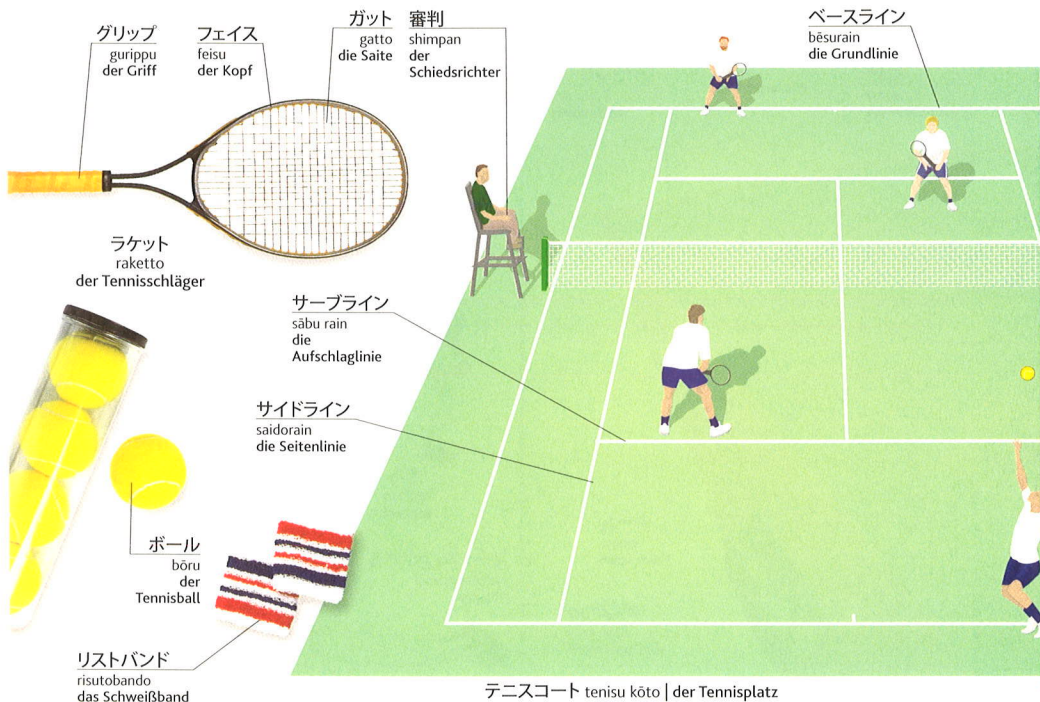 グリップ
gurippu
der Griff
フェイス
feisu
der Kopf
ガット
gatto
die Saite
審判
shimpan
der
Schiedsrichter
ベースライン
bēsurain
die Grundlinie
ラケット
raketto
der Tennisschläger
サーブライン
sābu rain
die
Aufschlaglinie
サイドライン
saidorain
die Seitenlinie
ボール
bōru
der
Tennisball
リストバンド
risutobando
das Schweißband
テニスコート tenisu kōto | der Tennisplatz